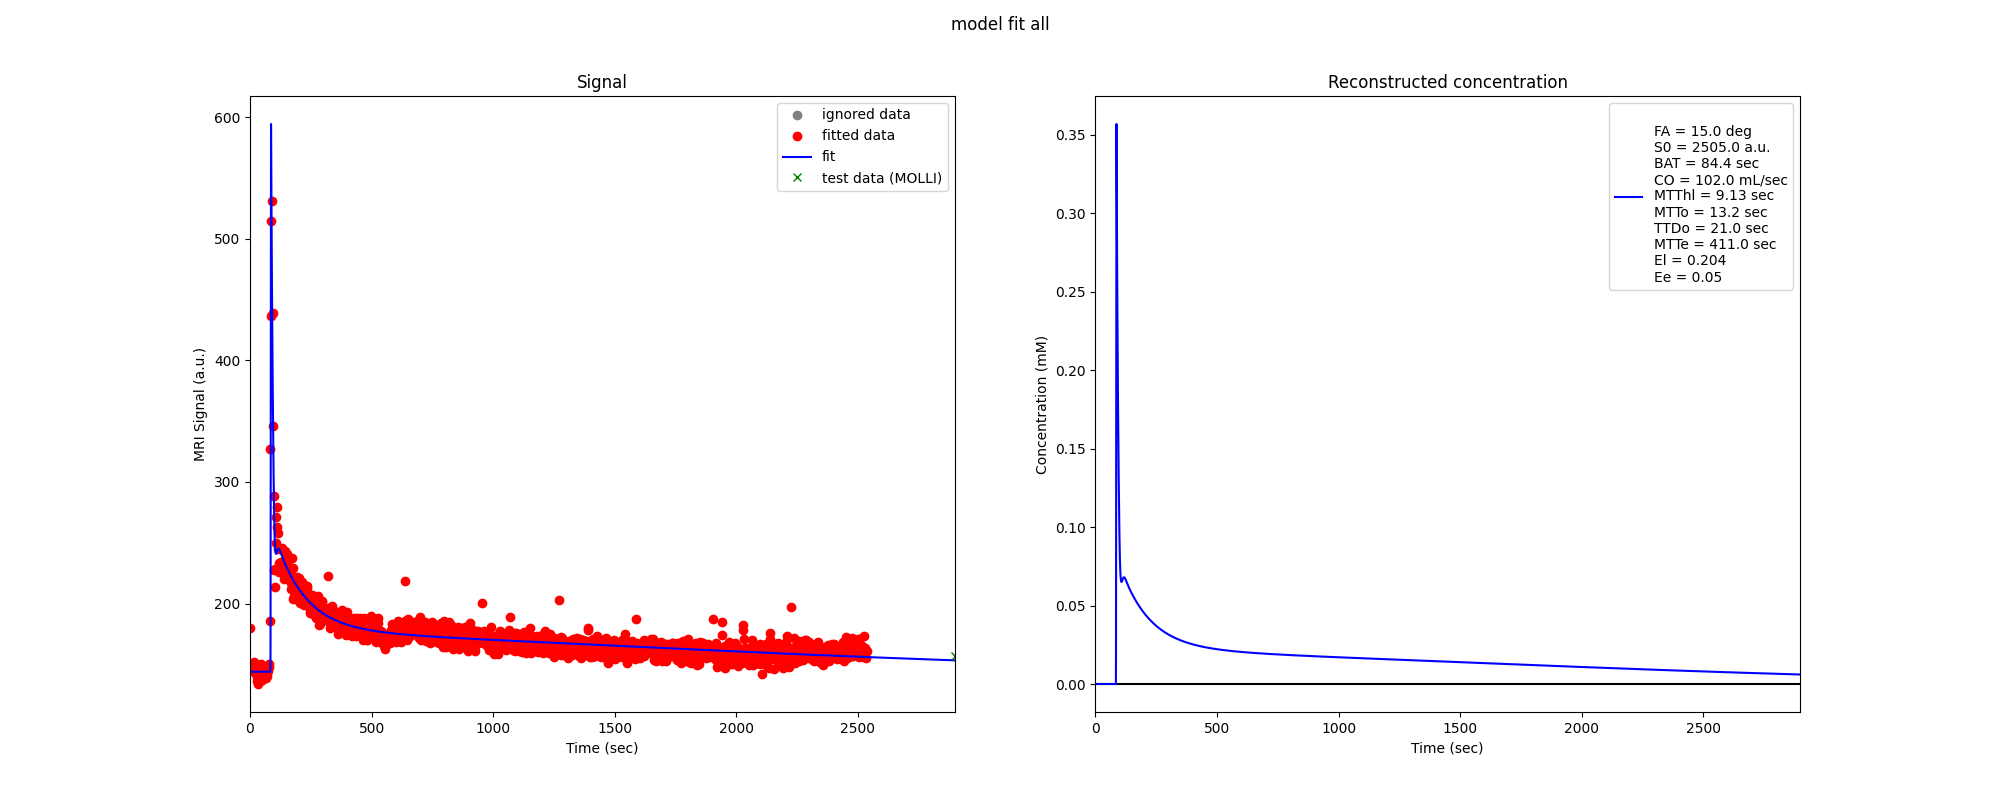 model fit all
Signal
600
500
400
300
200
MRI Signal (a.u.)
0
500
1000
1500
2000
2500
Time (sec)
ignored data
fitted data
fit
test data (MOLLI)
Reconstructed concentration
0.35
0.30
0.25
0.20
0.15
0.10
0.05
0.00
Concentration (mM)
0
500
1000
1500
2000
2500
Time (sec)
FA = 15.0 deg
S0 = 2505.0 a.u.
BAT = 84.4 sec
CO = 102.0 mL/sec
MTThl = 9.13 sec
MTTo = 13.2 sec
TTDo = 21.0 sec
MTTe = 411.0 sec
El = 0.204
Ee = 0.05